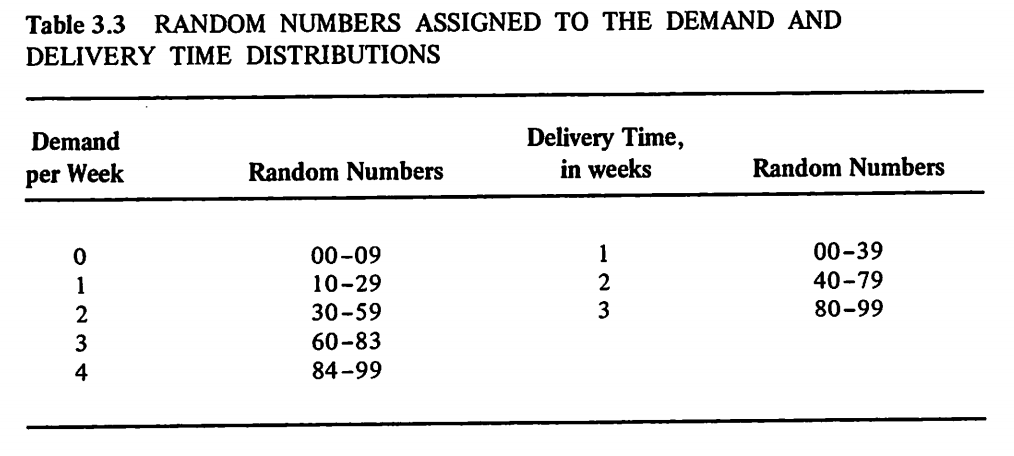 Table 3.3 RANDOM NUMBERS ASSIGNED TO THE DEMAND AND
DELIVERY TIME DISTRIBUTIONS
Demand per Week Random Numbers Delivery Time, in weeks Random Numbers
0 00–09 1 00–39
1 10–29 2 40–79
2 30–59 3 80–99
3 60–83
4 84–99